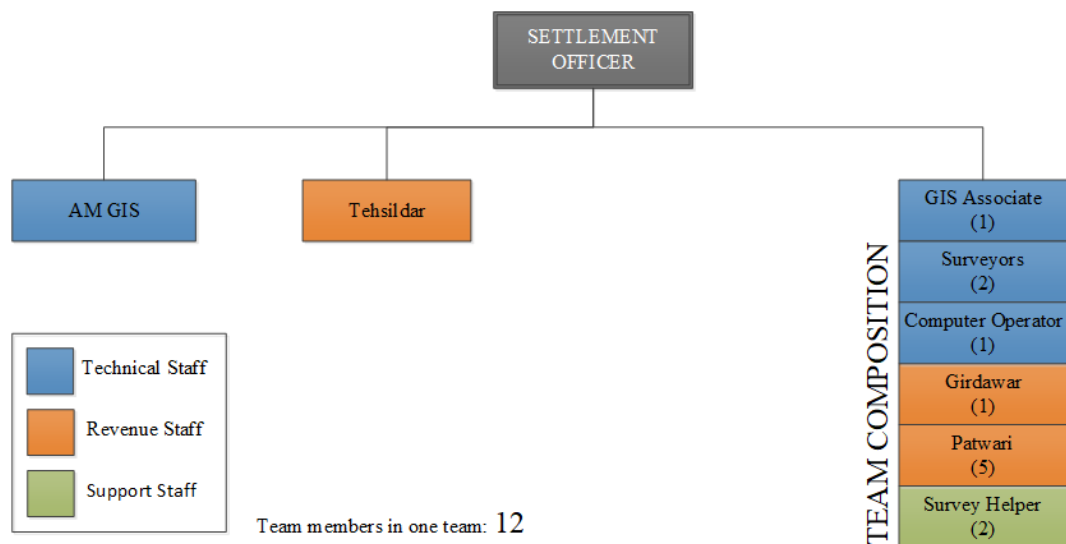 SETTLEMENT
OFFICER
AM GIS
Tehsildar
TEAM COMPOSITION
GIS Associate
(1)
Surveyors
(2)
Computer Operator
(1)
Girdawar
(1)
Patwari
(5)
Survey Helper
(2)
Technical Staff
Revenue Staff
Support Staff
Team members in one team: 12